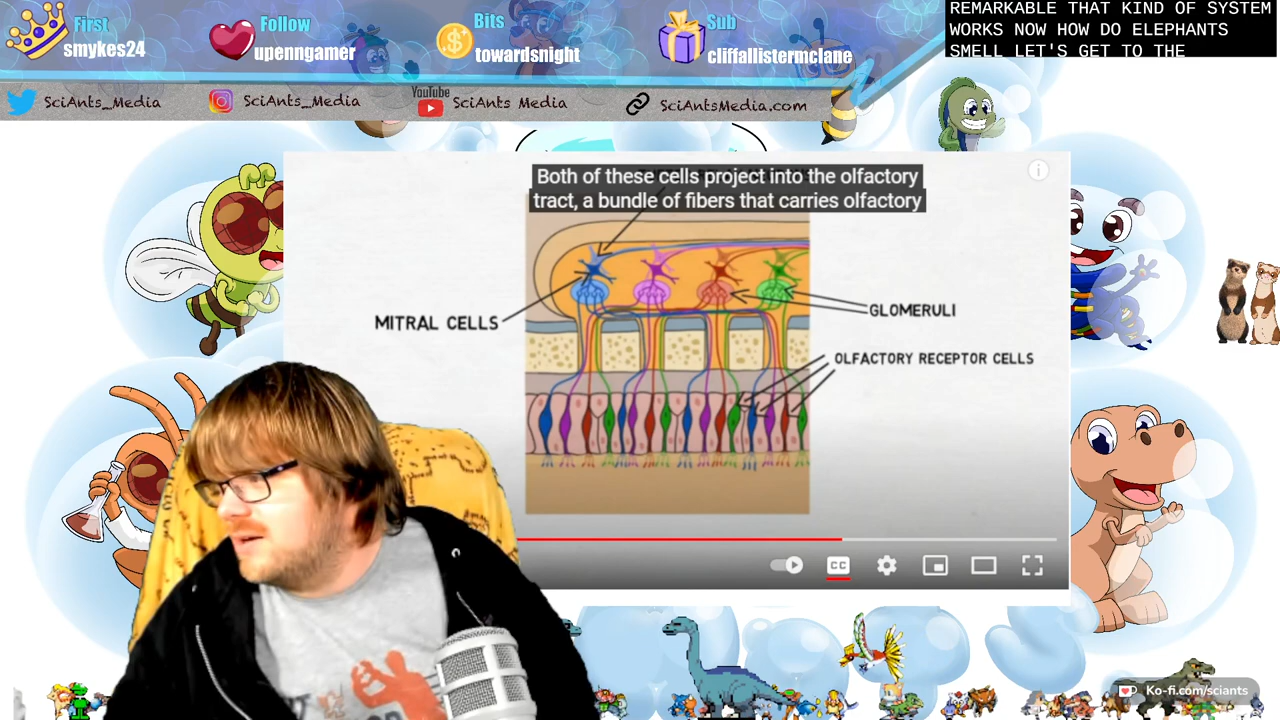 First
smykes24
Follow
upenngamer
Bits
towardsnight
Sub
cliffallistermclane
REMARKABLE THAT KIND OF SYSTEM
WORKS NOW HOW DO ELEPHANTS
SMELL LET'S GET TO THE
SciAnts_Media
SciAnts_Media
YouTube
SciAnts Media
SciAntsMedia.com
Both of these cells project into the olfactory
tract, a bundle of fibers that carries olfactory
MITRAL CELLS
GLOMERULI
OLFACTORY RECEPTOR CELLS
CC
Ko-fi.com/sciants